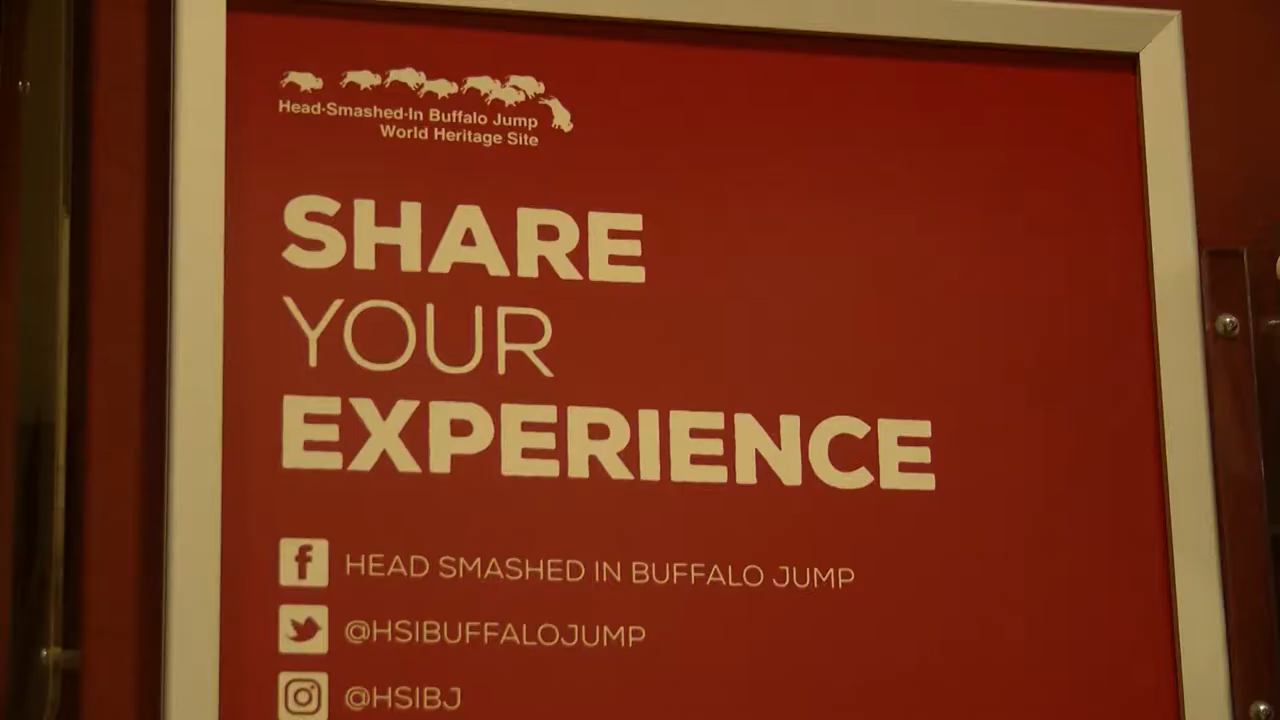 Head-Smashed-In Buffalo Jump
World Heritage Site
SHARE
YOUR
EXPERIENCE
HEAD SMASHED IN BUFFALO JUMP
@HSIBUFFALOJUMP
@HSIBJ